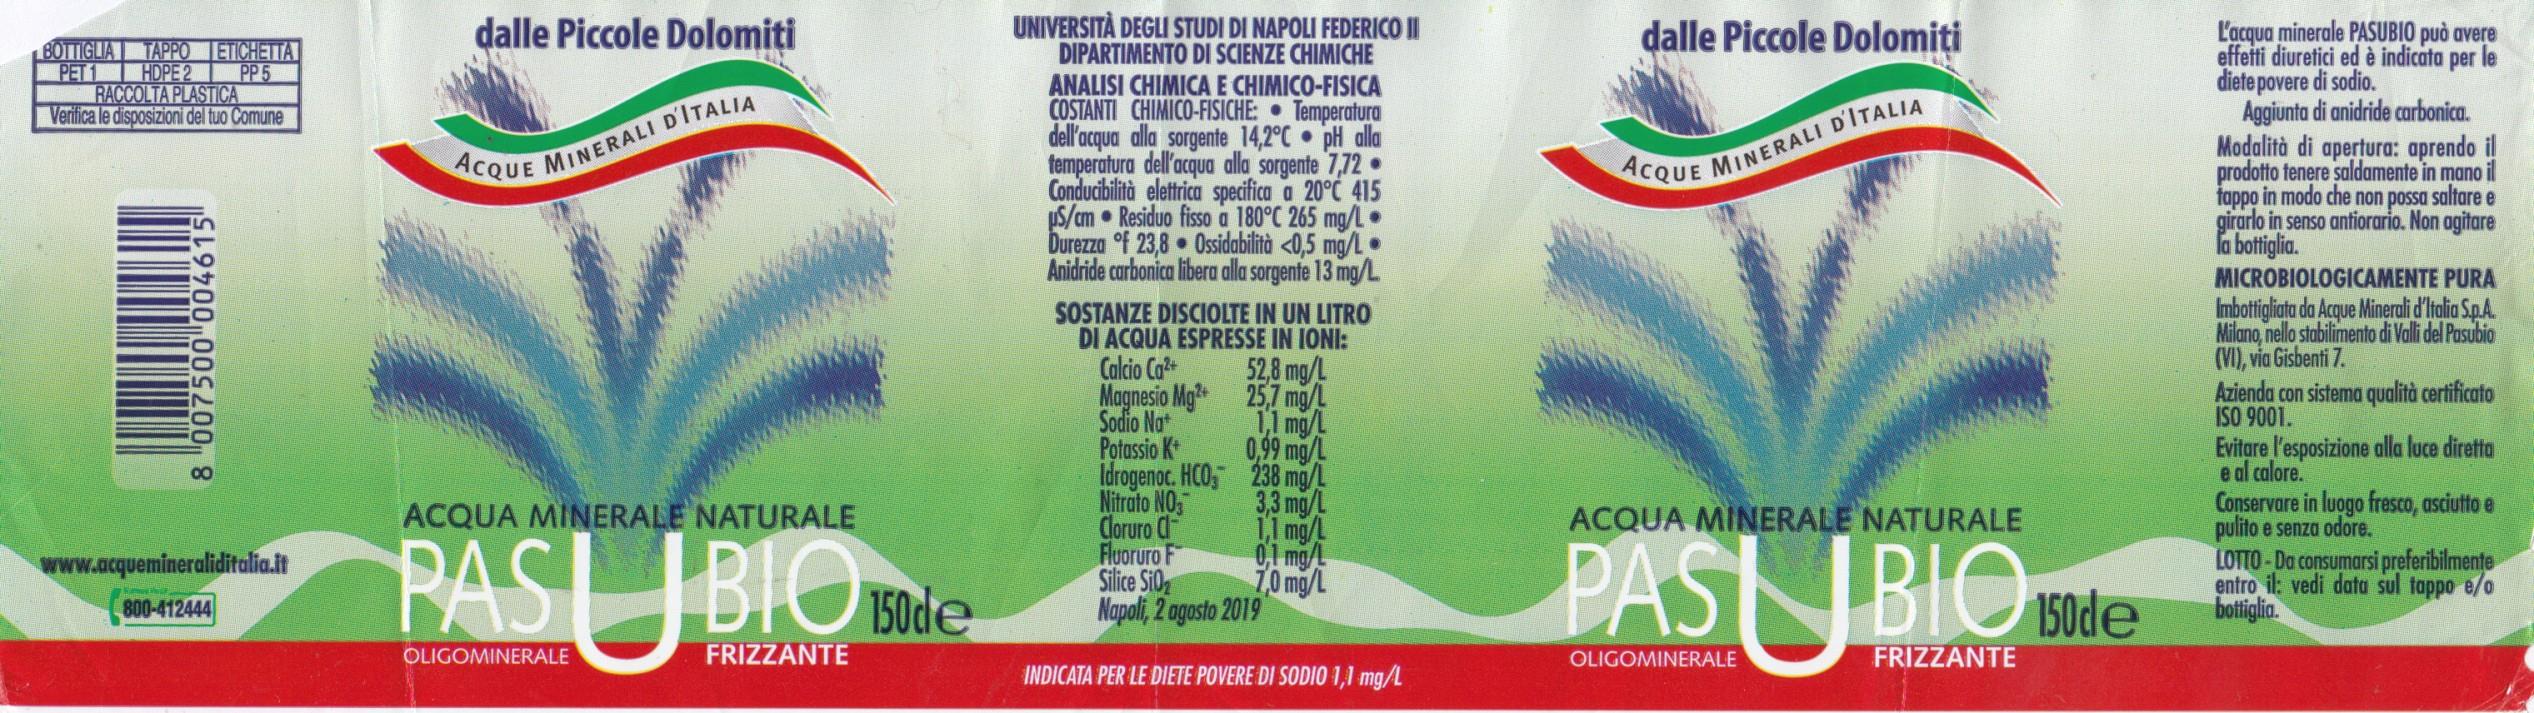 BOTTIGLIA TAPPO ETICHETTA
PET 1 HDPE 2 PP 5
RACCOLTA PLASTICA
Verifica le disposizioni del tuo Comune
8 007500 004615
www.acquemineraliditalia.it
800-412444
dalle Piccole Dolomiti
ACQUE MINERALI D'ITALIA
ACQUA MINERALE NATURALE
PASUBIO
150cl e
OLIGOMINERALE
FRIZZANTE
UNIVERSITÀ DEGLI STUDI DI NAPOLI FEDERICO II
DIPARTIMENTO DI SCIENZE CHIMICHE
ANALISI CHIMICA E CHIMICO-FISICA
COSTANTI CHIMICO-FISICHE: • Temperatura
dell'acqua alla sorgente 14,2°C • pH alla
temperatura dell'acqua alla sorgente 7,72 •
Conducibilità elettrica specifica a 20°C 415
µS/cm • Residuo fisso a 180°C 265 mg/L •
Durezza °f 23,8 • Ossidabilità <0,5 mg/L •
Anidride carbonica libera alla sorgente 13 mg/L.
SOSTANZE DISCIOLTE IN UN LITRO
DI ACQUA ESPRESSE IN IONI:
Calcio Ca²⁺ 52,8 mg/L
Magnesio Mg²⁺ 25,7 mg/L
Sodio Na⁺ 1,1 mg/L
Potassio K⁺ 0,99 mg/L
Idrogenoc. HCO₃⁻ 238 mg/L
Nitrato NO₃⁻ 3,3 mg/L
Cloruro Cl⁻ 1,1 mg/L
Fluoruro F⁻ 0,1 mg/L
Silice SiO₂ 7,0 mg/L
Napoli, 2 agosto 2019
INDICATA PER LE DIETE POVERE DI SODIO 1,1 mg/L
dalle Piccole Dolomiti
ACQUE MINERALI D'ITALIA
ACQUA MINERALE NATURALE
PASUBIO
150cl e
OLIGOMINERALE
FRIZZANTE
L'acqua minerale PASUBIO può avere
effetti diuretici ed è indicata per le
diete povere di sodio.
Aggiunta di anidride carbonica.
Modalità di apertura: aprendo il
prodotto tenere saldamente in mano il
tappo in modo che non possa saltare e
girarlo in senso antiorario. Non agitare
la bottiglia.
MICROBIOLOGICAMENTE PURA
Imbottigliata da Acque Minerali d'Italia S.p.A.
Milano, nello stabilimento di Valli del Pasubio
(VI), via Gisbenti 7.
Azienda con sistema qualità certificato
ISO 9001.
Evitare l'esposizione alla luce diretta
e al calore.
Conservare in luogo fresco, asciutto e
pulito e senza odore.
LOTTO - Da consumarsi preferibilmente
entro il: vedi data sul tappo e/o
bottiglia.